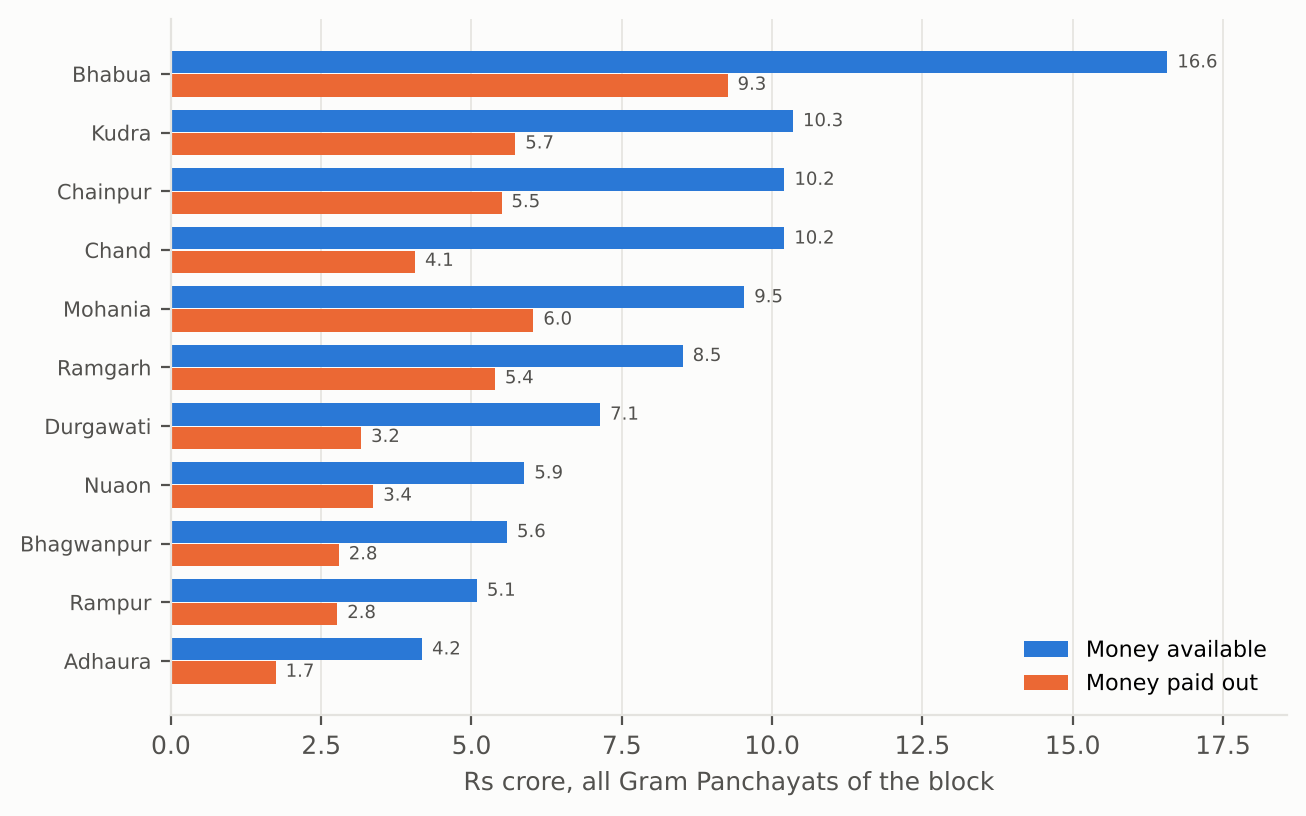 Bhabua 16.6
9.3
Kudra 10.3
5.7
Chainpur 10.2
5.5
Chand 10.2
4.1
Mohania 9.5
6.0
Ramgarh 8.5
5.4
Durgawati 7.1
3.2
Nuaon 5.9
3.4
Bhagwanpur 5.6
2.8
Rampur 5.1
2.8
Adhaura 4.2
1.7
Money available
Money paid out
0.0 2.5 5.0 7.5 10.0 12.5 15.0 17.5
Rs crore, all Gram Panchayats of the block